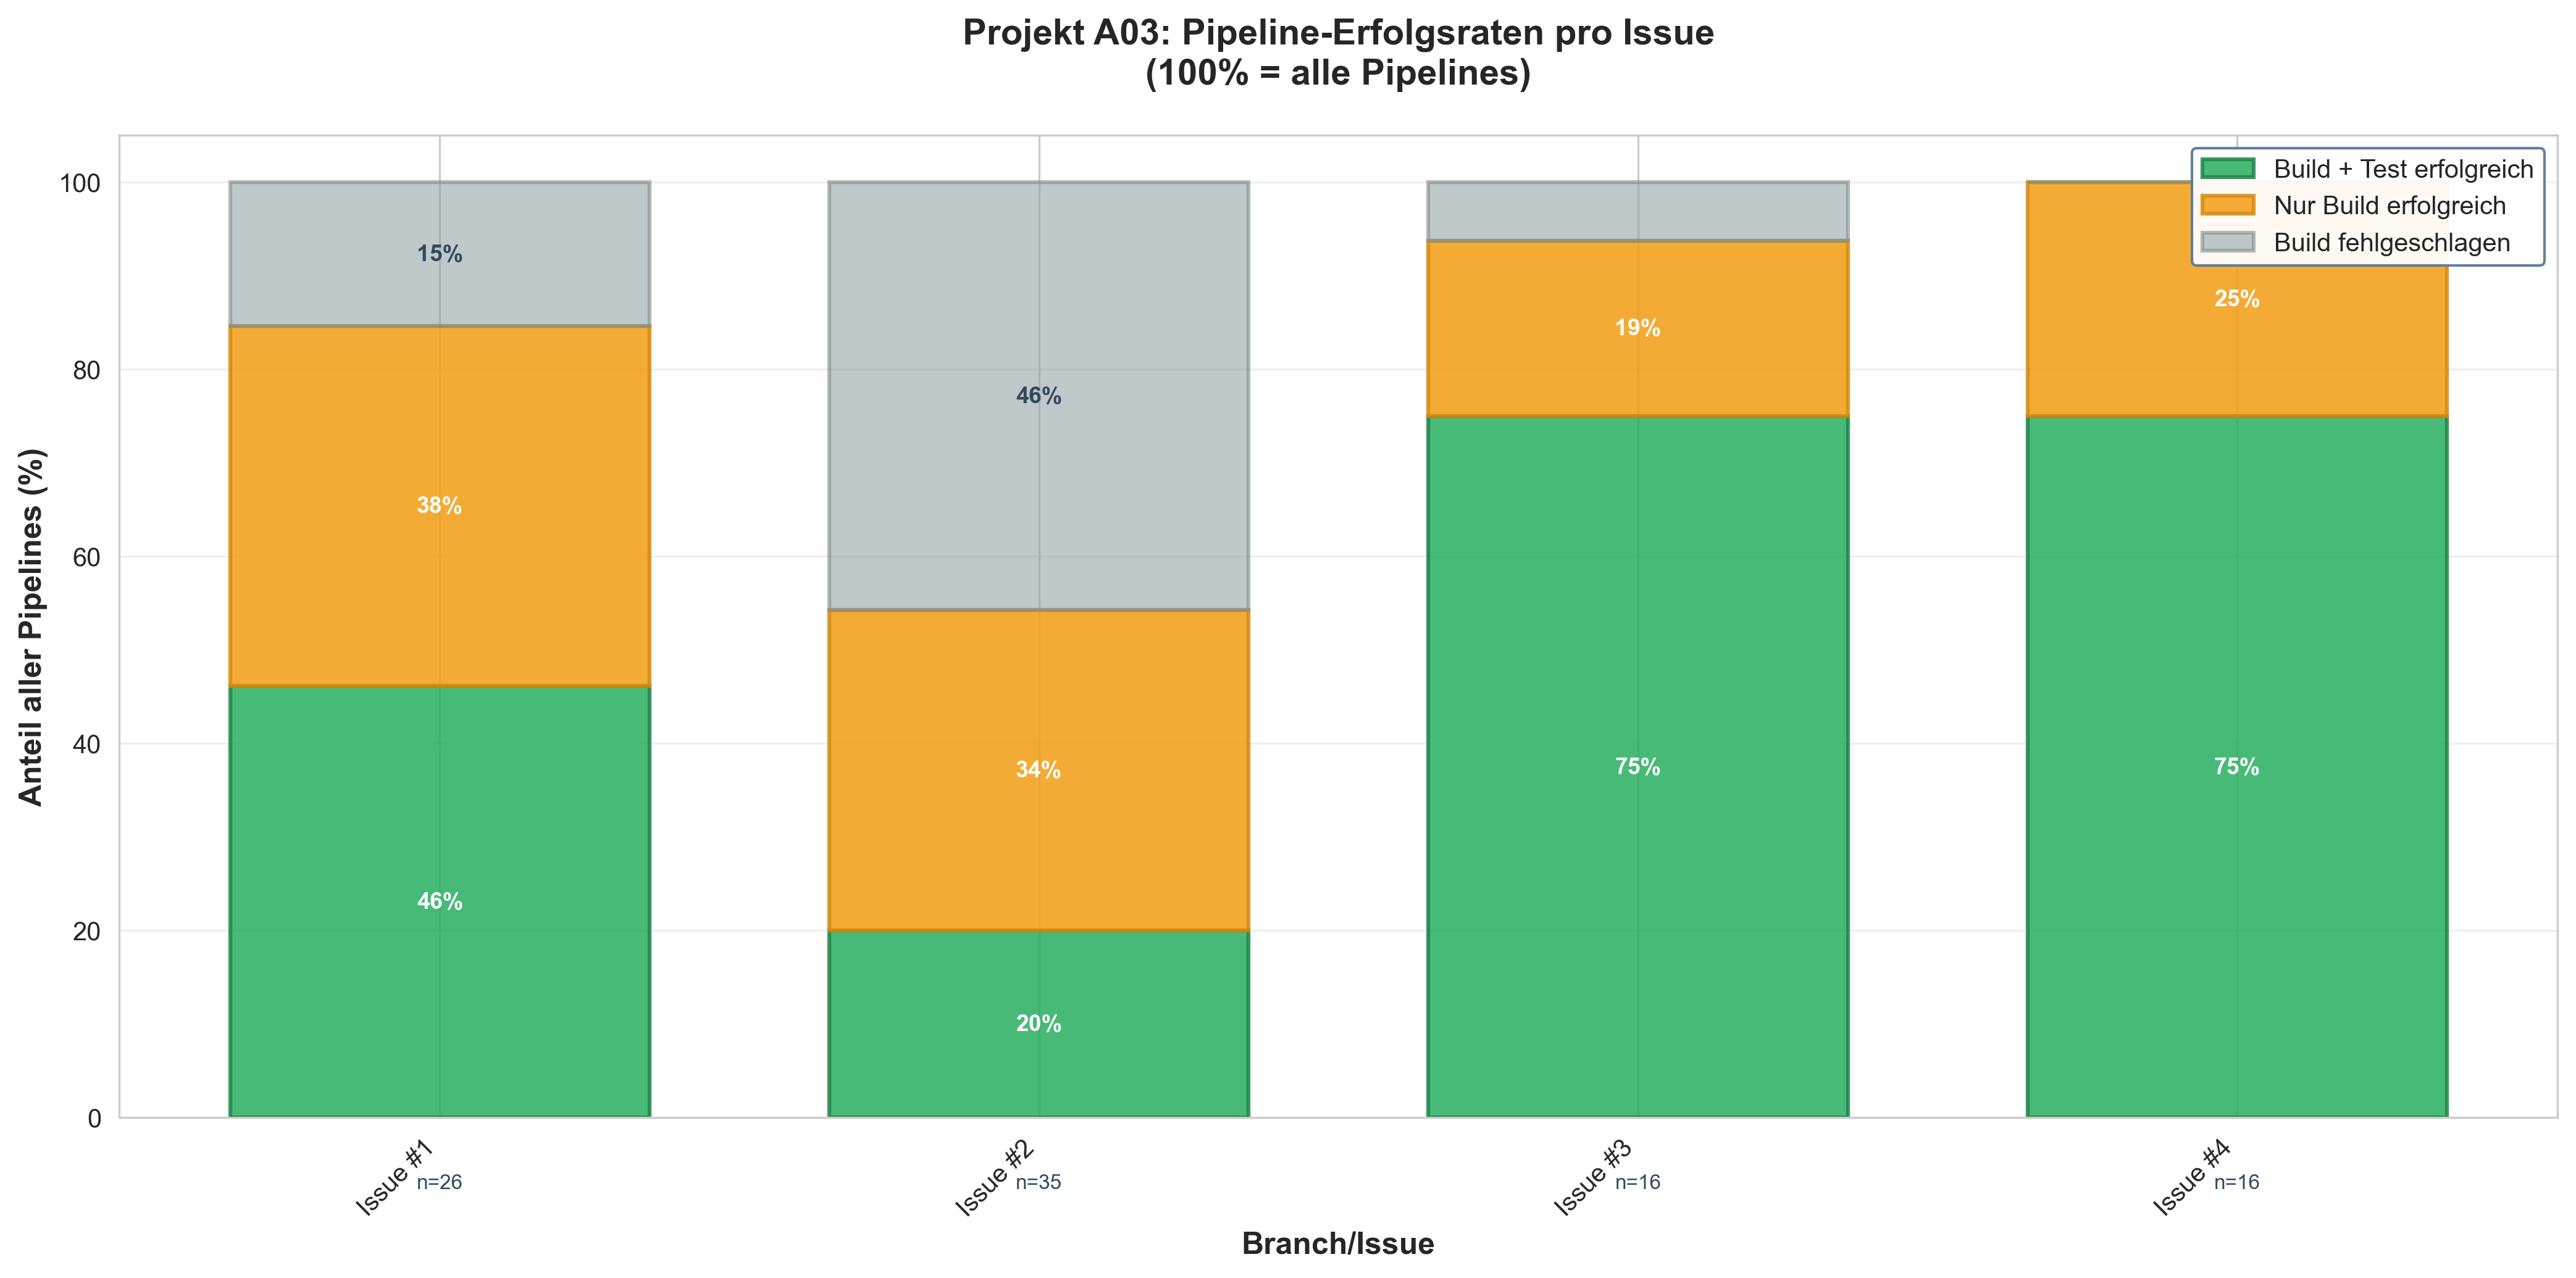 Projekt A03: Pipeline-Erfolgsraten pro Issue
(100% = alle Pipelines)
Build + Test erfolgreich
Nur Build erfolgreich
Build fehlgeschlagen
Anteil aller Pipelines (%)
100
80
60
40
20
0
15%
38%
46%
46%
34%
20%
19%
75%
25%
75%
Issue #1
n=26
Issue #2
n=35
Issue #3
n=16
Issue #4
n=16
Branch/Issue